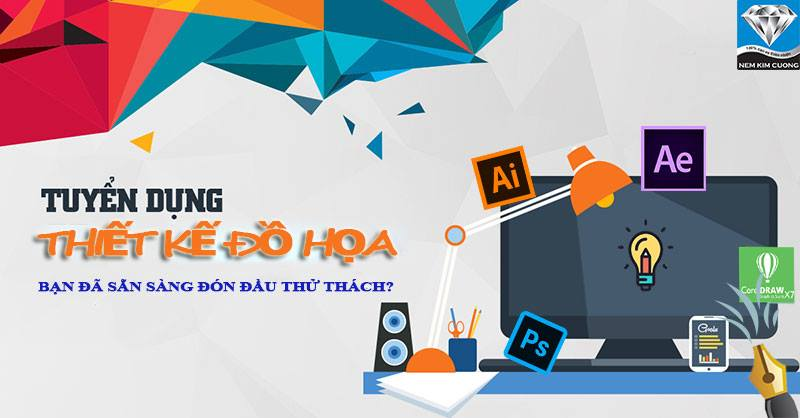 TUYỂN DỤNG
THIẾT KẾ ĐỒ HỌA
BẠN ĐÃ SẴN SÀNG ĐÓN ĐẦU THỬ THÁCH?
NEM KIM CUONG
Ai
Ae
Ps
CorelDRAW
X7